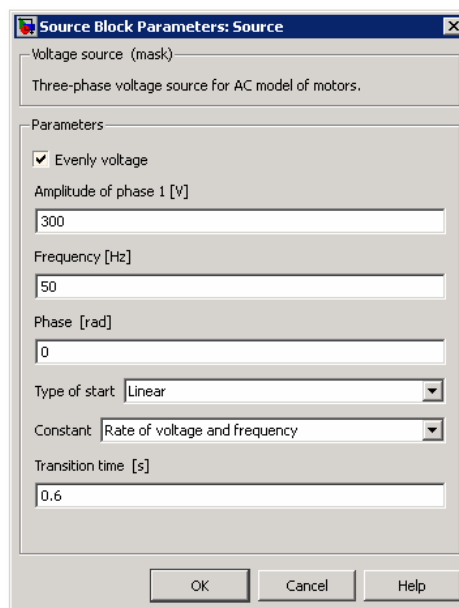 Source Block Parameters: Source
Voltage source (mask)
Three-phase voltage source for AC model of motors.
Parameters
Evenly voltage
Amplitude of phase 1 [V]
300
Frequency [Hz]
50
Phase [rad]
0
Type of start Linear
Constant Rate of voltage and frequency
Transition time [s]
0.6
OK Cancel Help